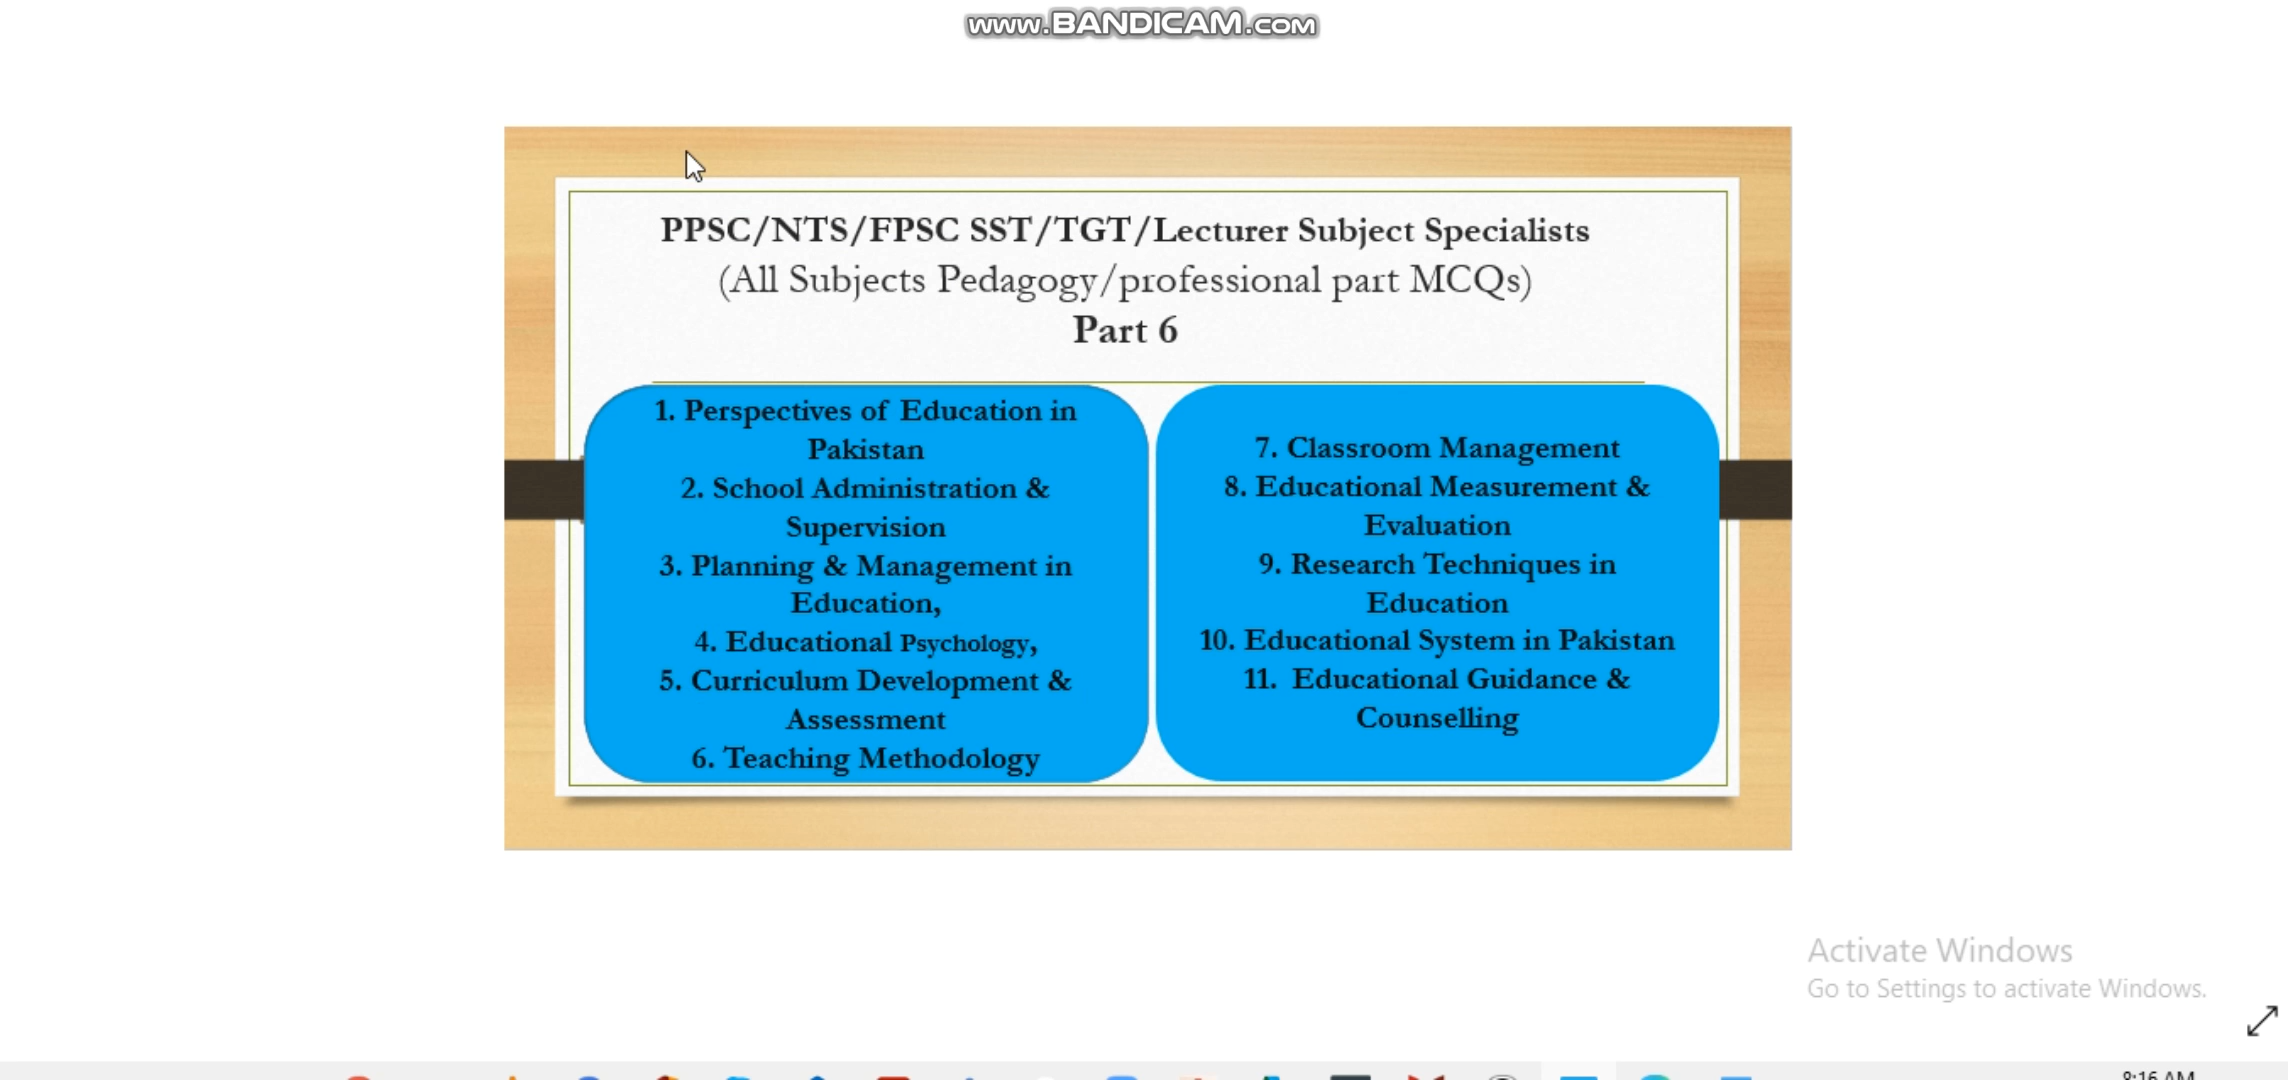 www.BANDICAM.com
PPSC/NTS/FPSC SST/TGT/Lecturer Subject Specialists
(All Subjects Pedagogy/professional part MCQs)
Part 6
1. Perspectives of Education in
Pakistan
2. School Administration &
Supervision
3. Planning & Management in
Education,
4. Educational Psychology,
5. Curriculum Development &
Assessment
6. Teaching Methodology
7. Classroom Management
8. Educational Measurement &
Evaluation
9. Research Techniques in
Education
10. Educational System in Pakistan
11. Educational Guidance &
Counselling
Activate Windows
Go to Settings to activate Windows.
8:16 AM